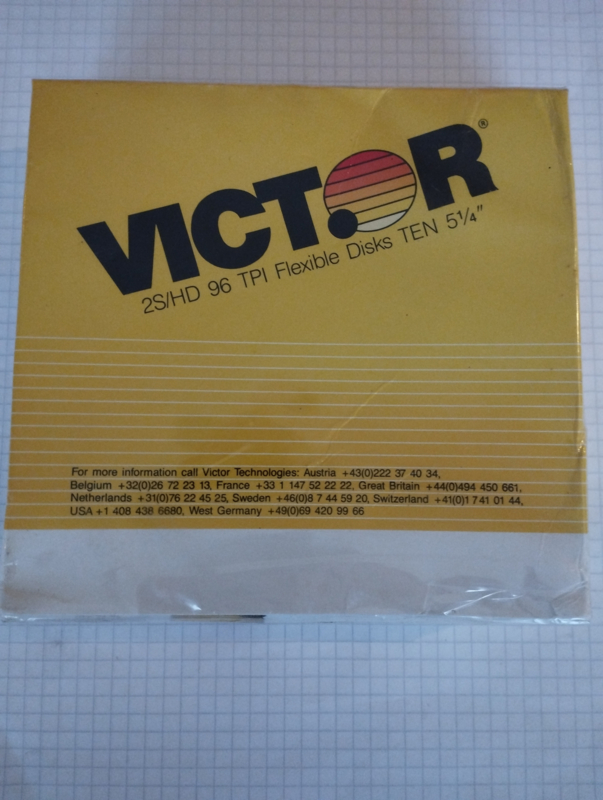 VICTOR®
2S/HD 96 TPI Flexible Disks TEN 5¼"
For more information call Victor Technologies: Austria +43(0)222 37 40 34,
Belgium +32(0)26 72 23 13, France +33 1 147 52 22 22, Great Britain +44(0)494 450 661,
Netherlands +31(0)76 22 45 25, Sweden +46(0)8 7 44 59 20, Switzerland +41(0)1 7 41 01 44,
USA +1 408 438 6680, West Germany +49(0)69 420 99 66